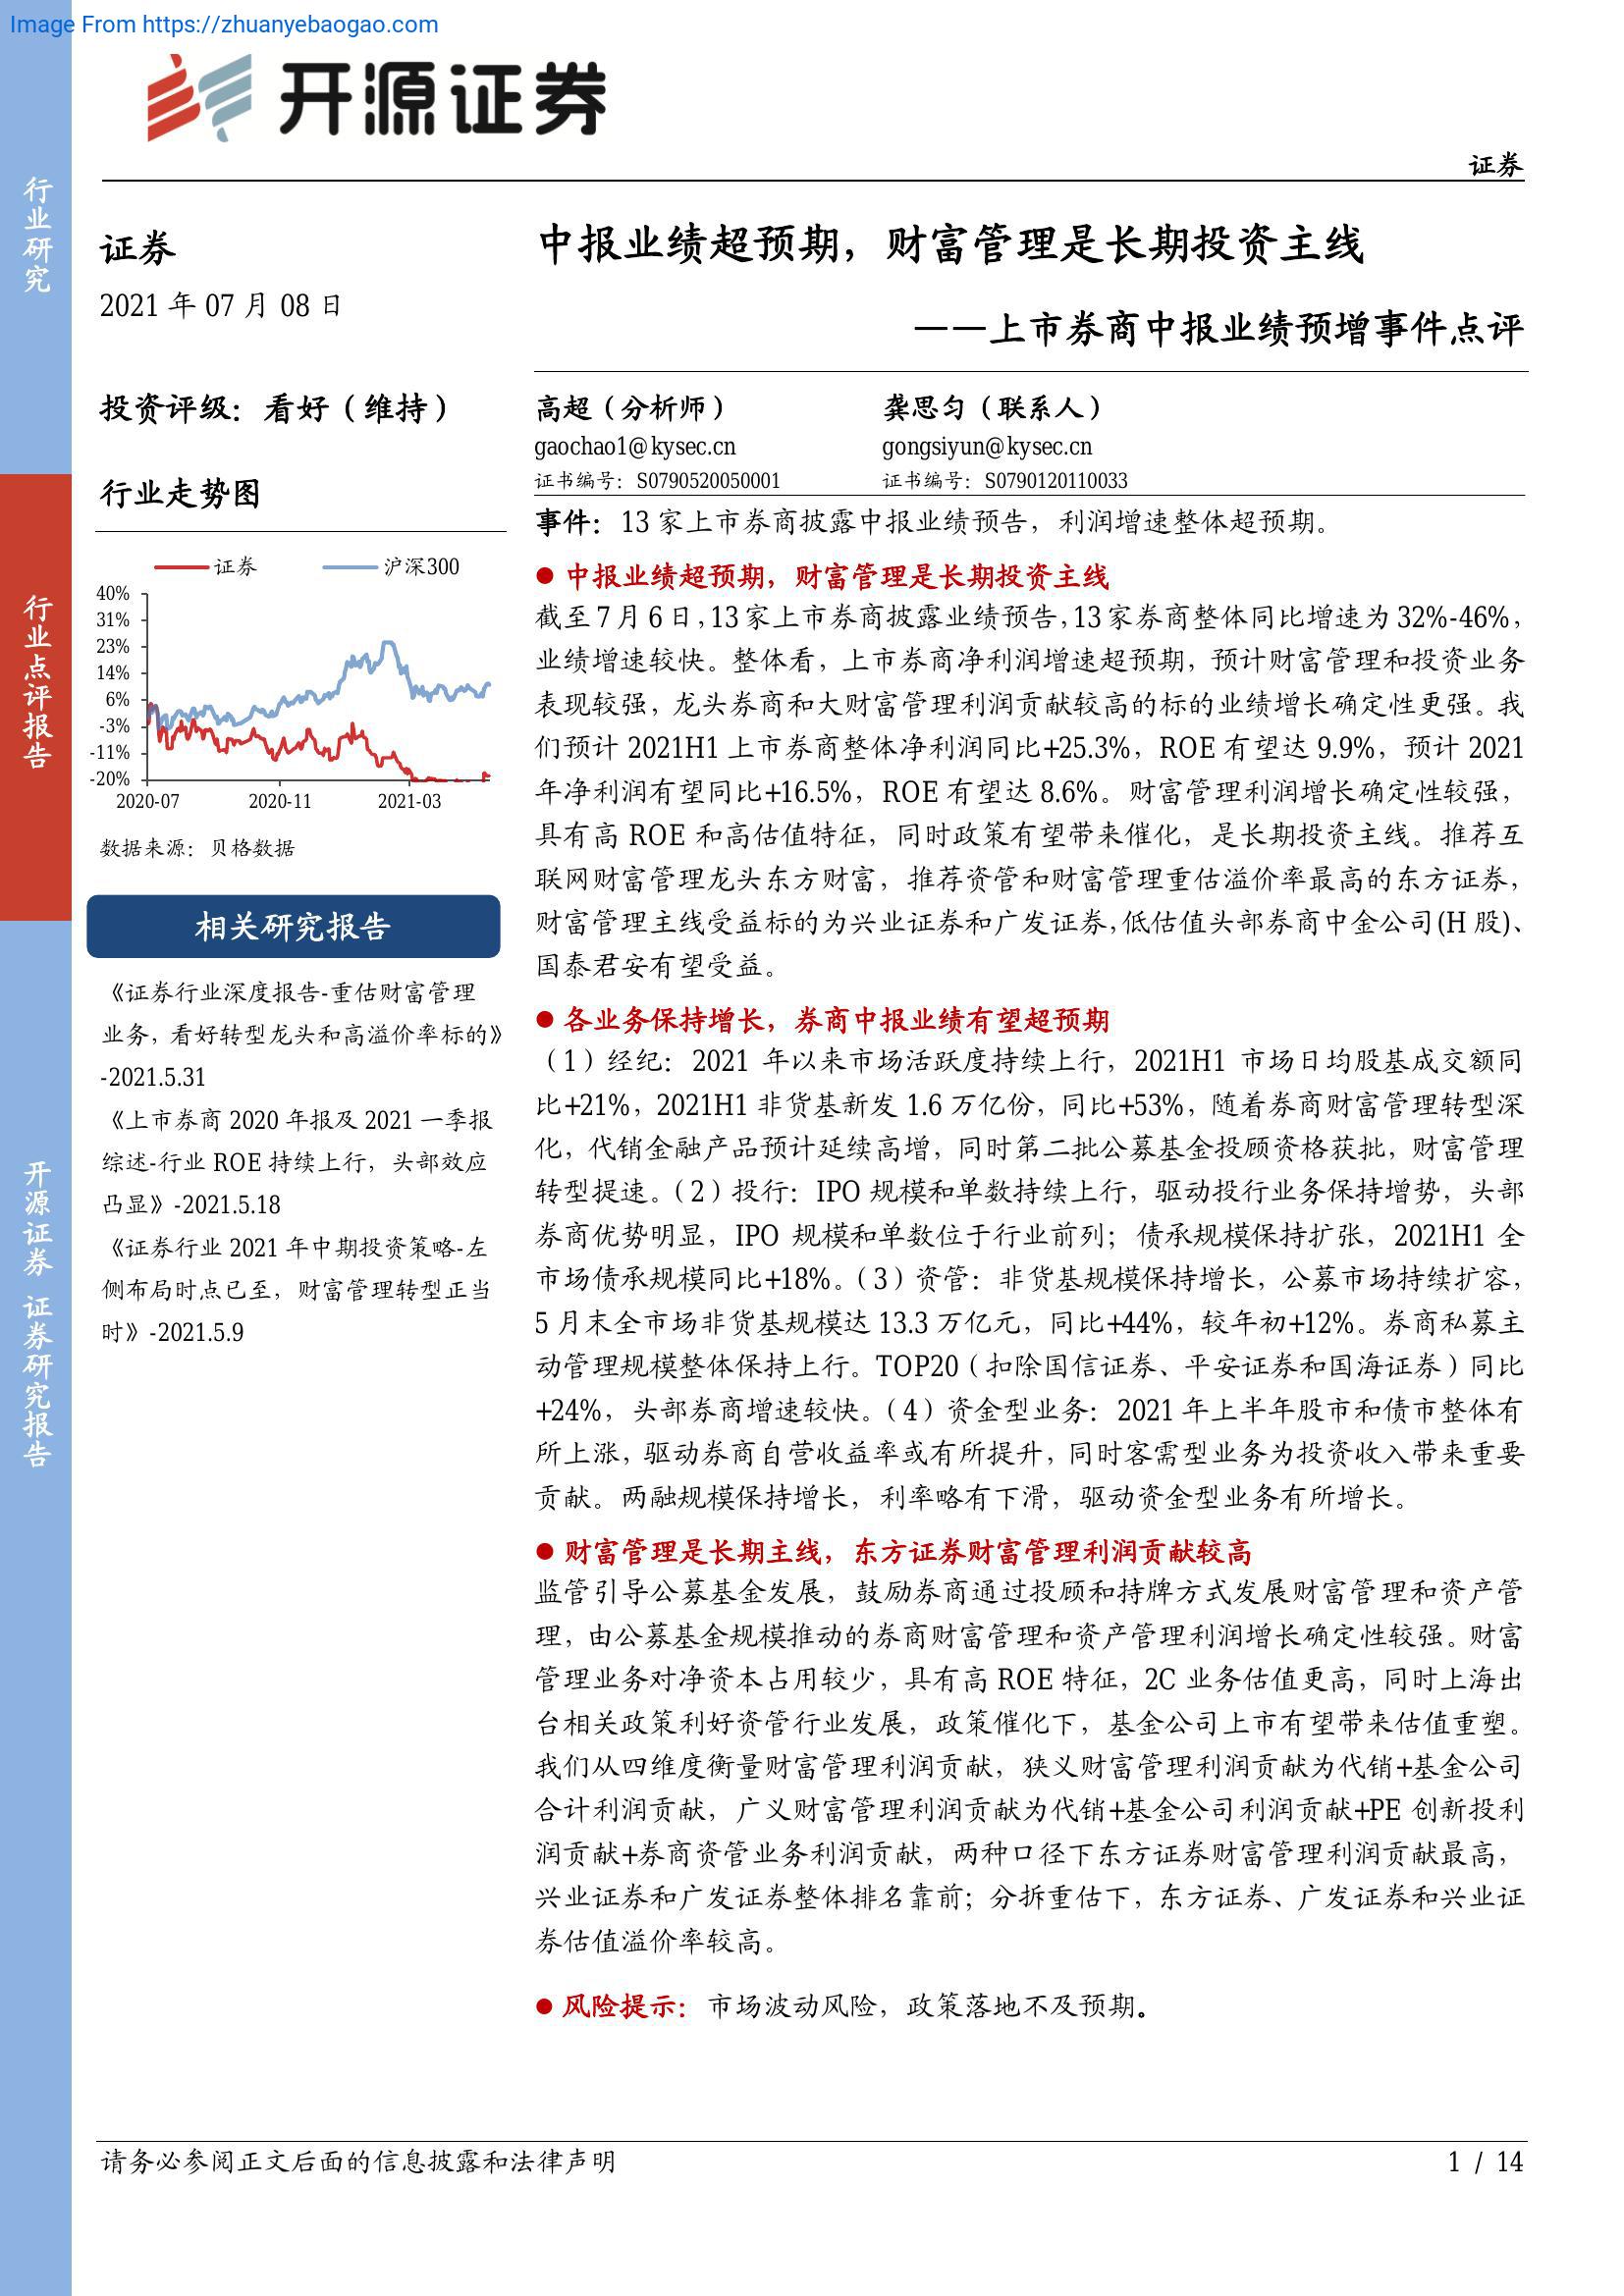 Image From https://zhuanyebaogao.com
开源证券
证券
行业研究
行业点评报告
开源证券 证券研究报告
证券
2021 年 07 月 08 日
投资评级：看好（维持）
行业走势图
证券 沪深300
40%
31%
23%
14%
6%
-3%
-11%
-20%
2020-07 2020-11 2021-03
数据来源：贝格数据
相关研究报告
《证券行业深度报告-重估财富管理
业务，看好转型龙头和高溢价率标的》
-2021.5.31
《上市券商 2020 年报及 2021 一季报
综述-行业 ROE 持续上行，头部效应
凸显》-2021.5.18
《证券行业 2021 年中期投资策略-左
侧布局时点已至，财富管理转型正当
时》-2021.5.9
中报业绩超预期，财富管理是长期投资主线
——上市券商中报业绩预增事件点评
高超（分析师） 龚思匀（联系人）
gaochao1@kysec.cn gongsiyun@kysec.cn
证书编号：S0790520050001 证书编号：S0790120110033
事件：13 家上市券商披露中报业绩预告，利润增速整体超预期。
● 中报业绩超预期，财富管理是长期投资主线
截至 7 月 6 日，13 家上市券商披露业绩预告，13 家券商整体同比增速为 32%-46%，
业绩增速较快。整体看，上市券商净利润增速超预期，预计财富管理和投资业务
表现较强，龙头券商和大财富管理利润贡献较高的标的业绩增长确定性更强。我
们预计 2021H1 上市券商整体净利润同比+25.3%，ROE 有望达 9.9%，预计 2021
年净利润有望同比+16.5%，ROE 有望达 8.6%。财富管理利润增长确定性较强，
具有高 ROE 和高估值特征，同时政策有望带来催化，是长期投资主线。推荐互
联网财富管理龙头东方财富，推荐资管和财富管理重估溢价率最高的东方证券，
财富管理主线受益标的为兴业证券和广发证券，低估值头部券商中金公司(H 股)、
国泰君安有望受益。
● 各业务保持增长，券商中报业绩有望超预期
（1）经纪：2021 年以来市场活跃度持续上行，2021H1 市场日均股基成交额同
比+21%，2021H1 非货基新发 1.6 万亿份，同比+53%，随着券商财富管理转型深
化，代销金融产品预计延续高增，同时第二批公募基金投顾资格获批，财富管理
转型提速。（2）投行：IPO 规模和单数持续上行，驱动投行业务保持增势，头部
券商优势明显，IPO 规模和单数位于行业前列；债承规模保持扩张，2021H1 全
市场债承规模同比+18%。（3）资管：非货基规模保持增长，公募市场持续扩容，
5 月末全市场非货基规模达 13.3 万亿元，同比+44%，较年初+12%。券商私募主
动管理规模整体保持上行。TOP20（扣除国信证券、平安证券和国海证券）同比
+24%，头部券商增速较快。（4）资金型业务：2021 年上半年股市和债市整体有
所上涨，驱动券商自营收益率或有所提升，同时客需型业务为投资收入带来重要
贡献。两融规模保持增长，利率略有下滑，驱动资金型业务有所增长。
● 财富管理是长期主线，东方证券财富管理利润贡献较高
监管引导公募基金发展，鼓励券商通过投顾和持牌方式发展财富管理和资产管
理，由公募基金规模推动的券商财富管理和资产管理利润增长确定性较强。财富
管理业务对净资本占用较少，具有高 ROE 特征，2C 业务估值更高，同时上海出
台相关政策利好资管行业发展，政策催化下，基金公司上市有望带来估值重塑。
我们从四维度衡量财富管理利润贡献，狭义财富管理利润贡献为代销+基金公司
合计利润贡献，广义财富管理利润贡献为代销+基金公司利润贡献+PE 创新投利
润贡献+券商资管业务利润贡献，两种口径下东方证券财富管理利润贡献最高，
兴业证券和广发证券整体排名靠前；分拆重估下，东方证券、广发证券和兴业证
券估值溢价率较高。
● 风险提示：市场波动风险，政策落地不及预期。
请务必参阅正文后面的信息披露和法律声明 1 / 14